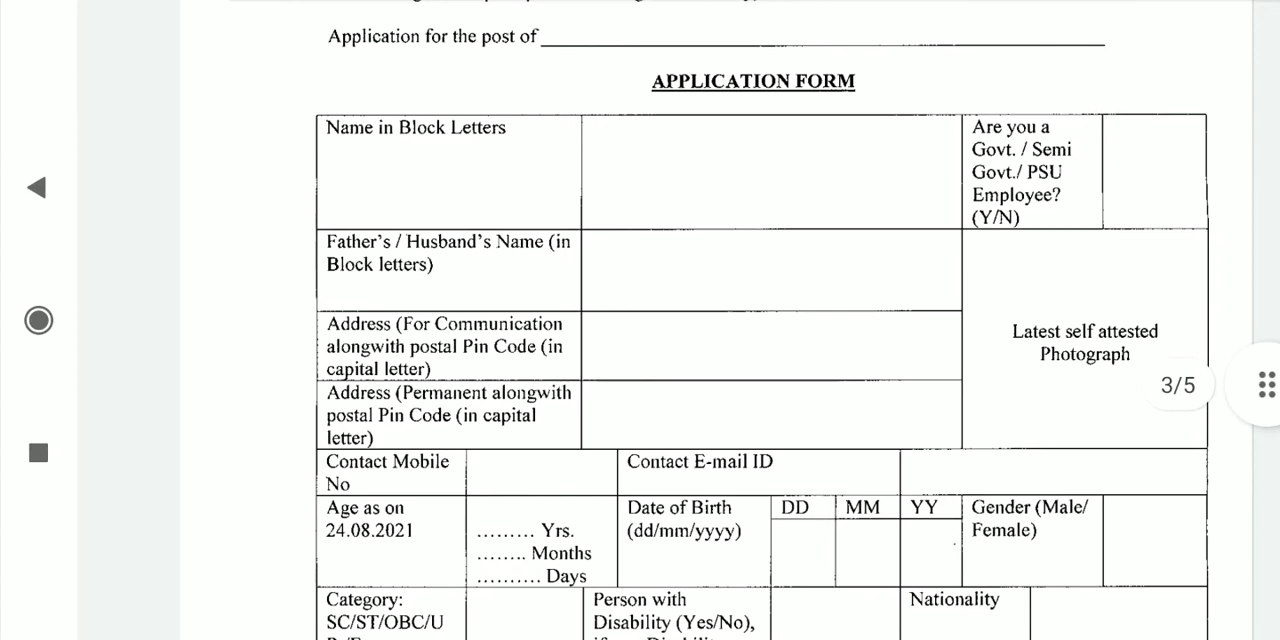 Application for the post of
APPLICATION FORM
Name in Block Letters
Are you a
Govt. / Semi
Govt./ PSU
Employee?
(Y/N)
Father's / Husband's Name (in
Block letters)
Latest self attested
Photograph
Address (For Communication
alongwith postal Pin Code (in
capital letter)
3/5
Address (Permanent alongwith
postal Pin Code (in capital
letter)
Contact Mobile
No
Contact E-mail ID
Age as on
24.08.2021
......... Yrs.
........ Months
.......... Days
Date of Birth
(dd/mm/yyyy)
DD
MM
YY
Gender (Male/
Female)
Category:
SC/ST/OBC/U
Person with
Disability (Yes/No),
Nationality